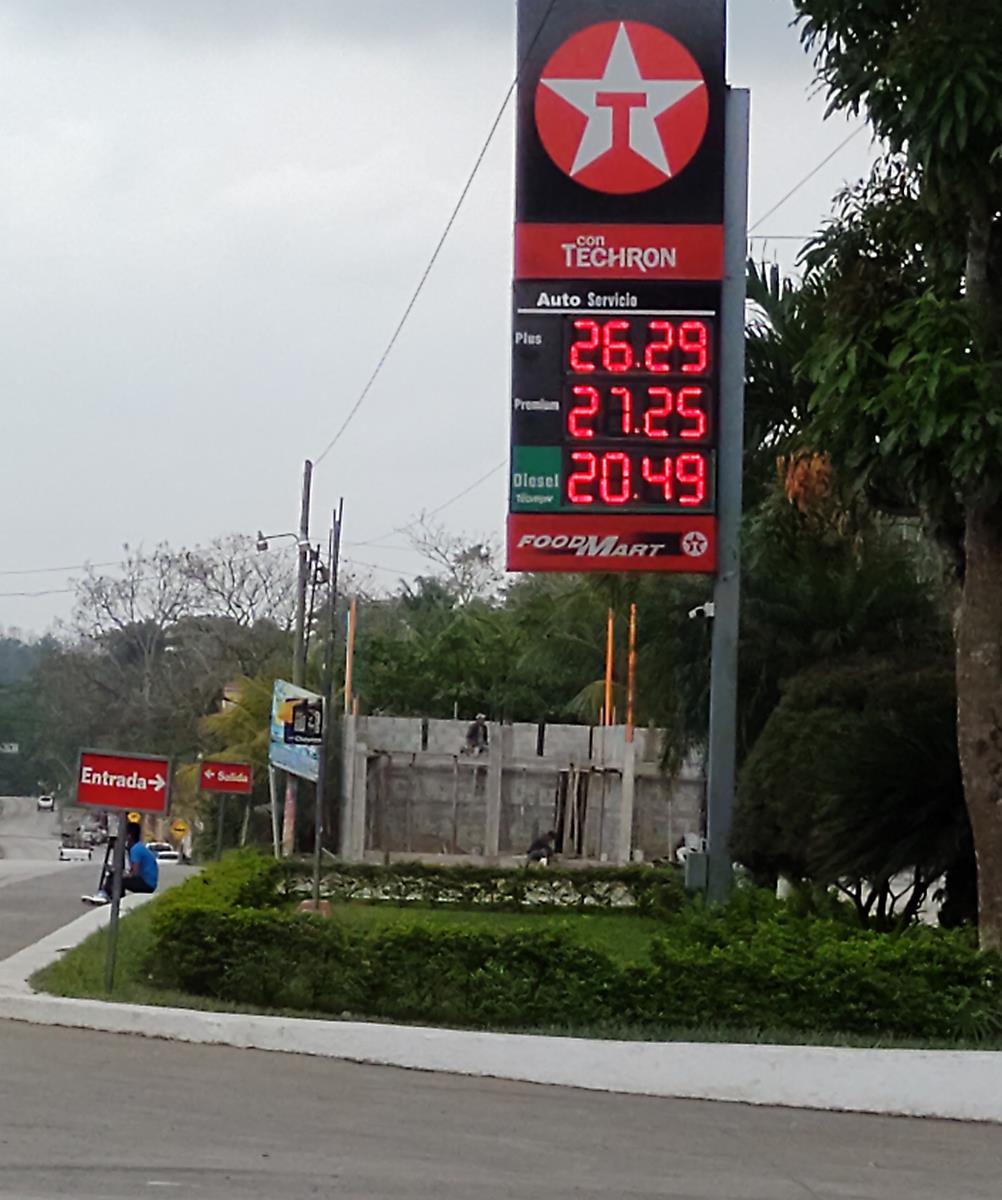 T
con
TECHRON
Auto Servicio
Plus 26.29
Premium 27.25
Diesel 20.49
FOOD MART
Entrada→
←Salida